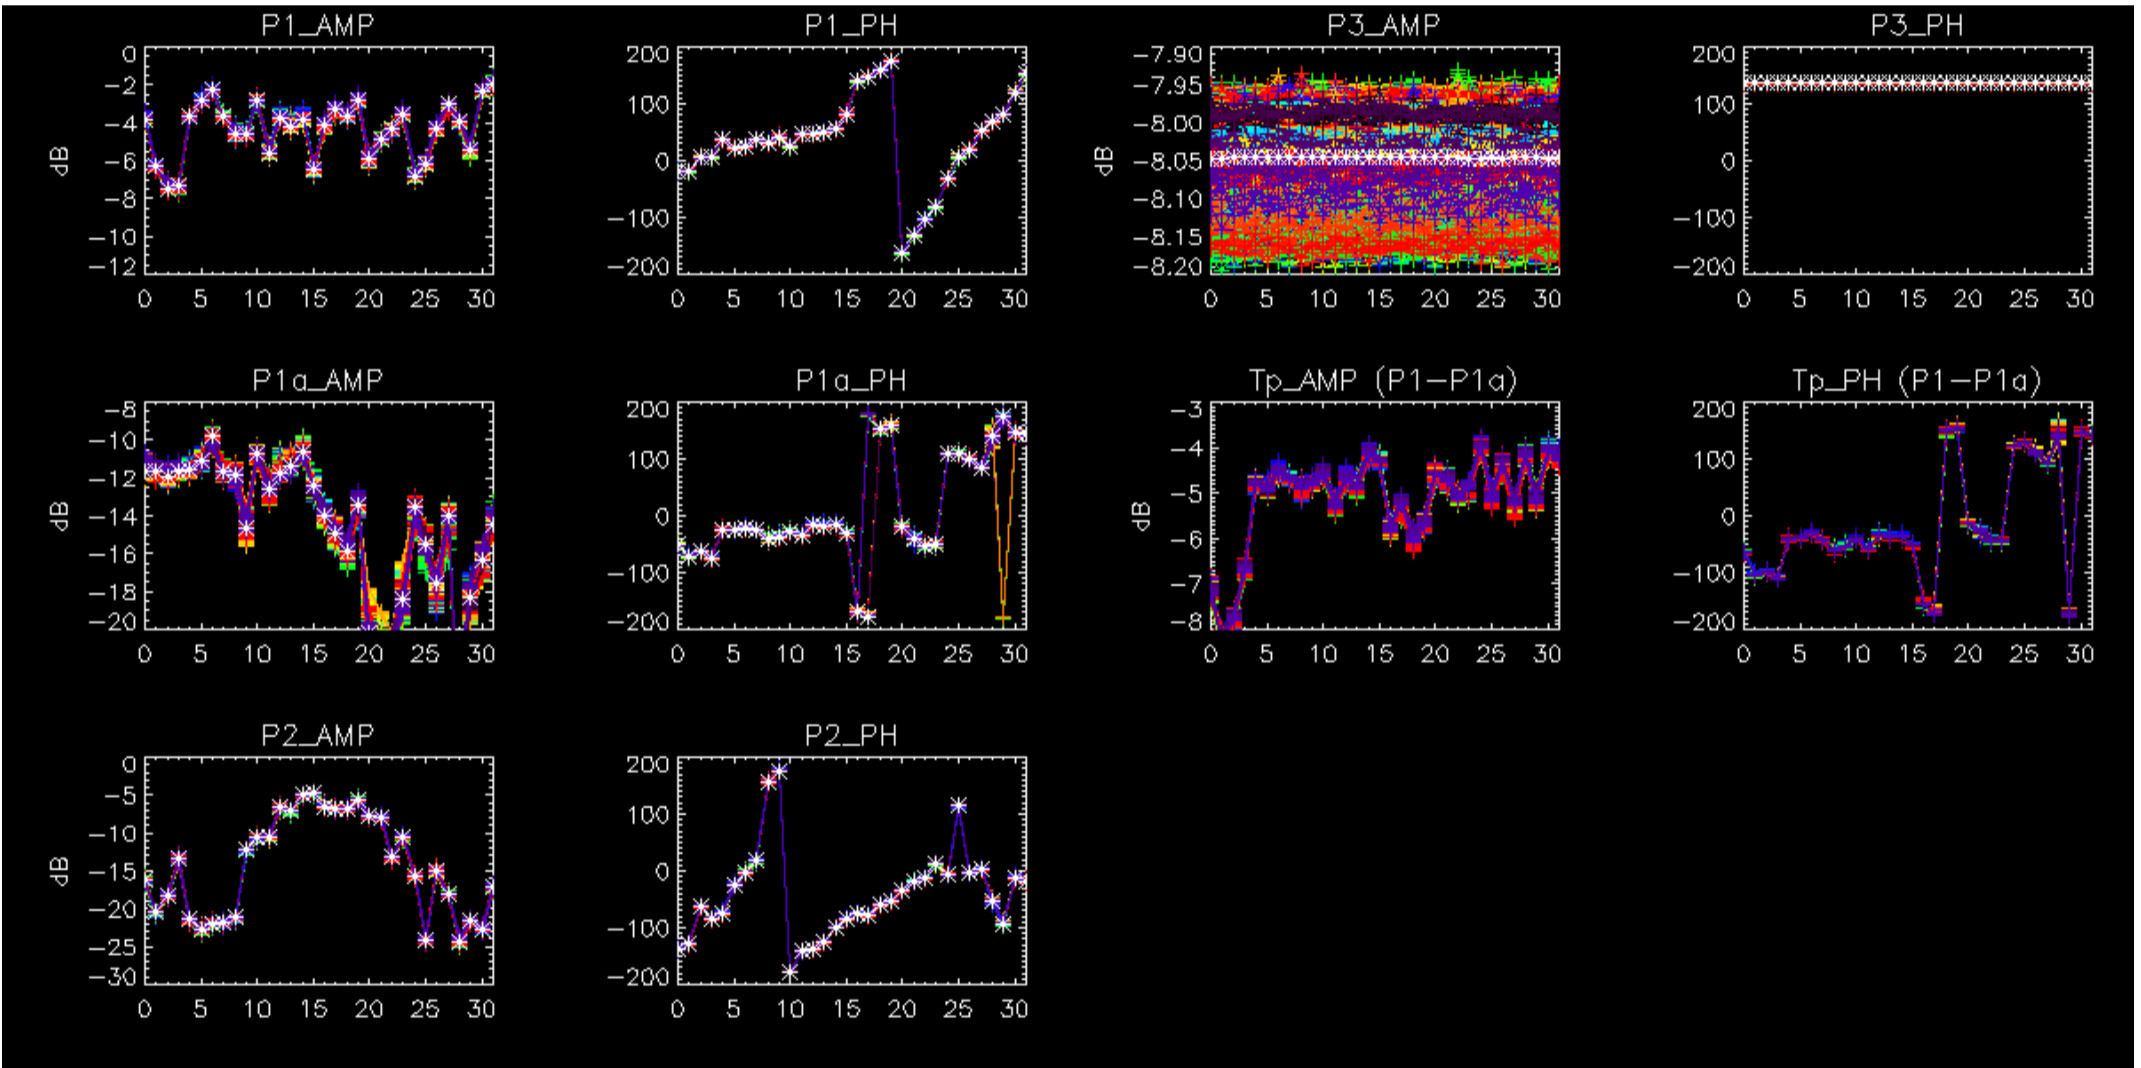 P1_AMP
P1_PH
P3_AMP
P3_PH
0
−2
−4
−6
−8
−10
−12
dB
0 5 10 15 20 25 30
200
100
0
−100
−200
0 5 10 15 20 25 30
−7.90
−7.95
−8.00
−8.05
−8.10
−8.15
−8.20
dB
0 5 10 15 20 25 30
200
100
0
−100
−200
0 5 10 15 20 25 30
P1a_AMP
P1a_PH
Tp_AMP (P1−P1a)
Tp_PH (P1−P1a)
−8
−10
−12
−14
−16
−18
−20
dB
0 5 10 15 20 25 30
200
100
0
−100
−200
0 5 10 15 20 25 30
−3
−4
−5
−6
−7
−8
dB
0 5 10 15 20 25 30
200
100
0
−100
−200
0 5 10 15 20 25 30
P2_AMP
P2_PH
0
−5
−10
−15
−20
−25
−30
dB
0 5 10 15 20 25 30
200
100
0
−100
−200
0 5 10 15 20 25 30